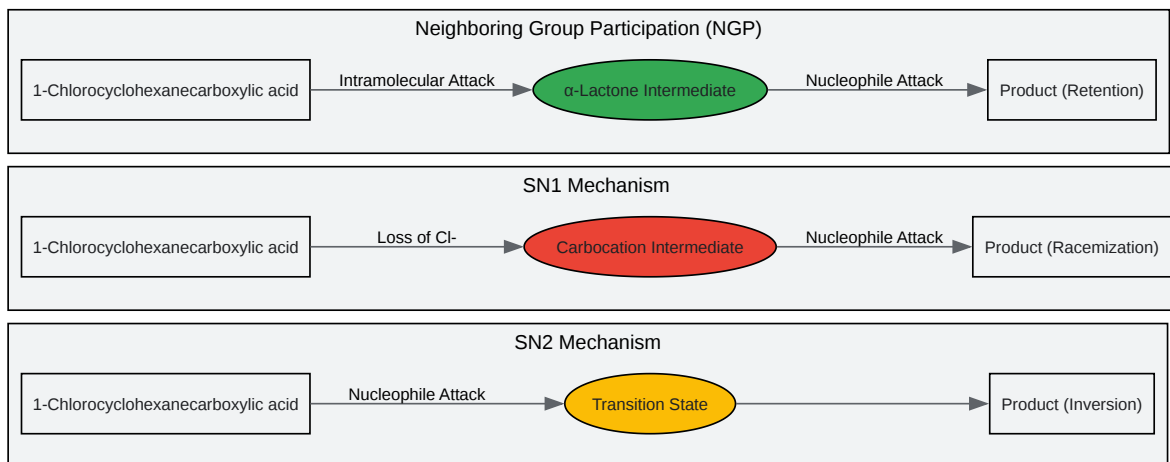 Neighboring Group Participation (NGP)
1-Chlorocyclohexanecarboxylic acid
Intramolecular Attack
α-Lactone Intermediate
Nucleophile Attack
Product (Retention)
SN1 Mechanism
1-Chlorocyclohexanecarboxylic acid
Loss of Cl-
Carbocation Intermediate
Nucleophile Attack
Product (Racemization)
SN2 Mechanism
1-Chlorocyclohexanecarboxylic acid
Nucleophile Attack
Transition State
Product (Inversion)